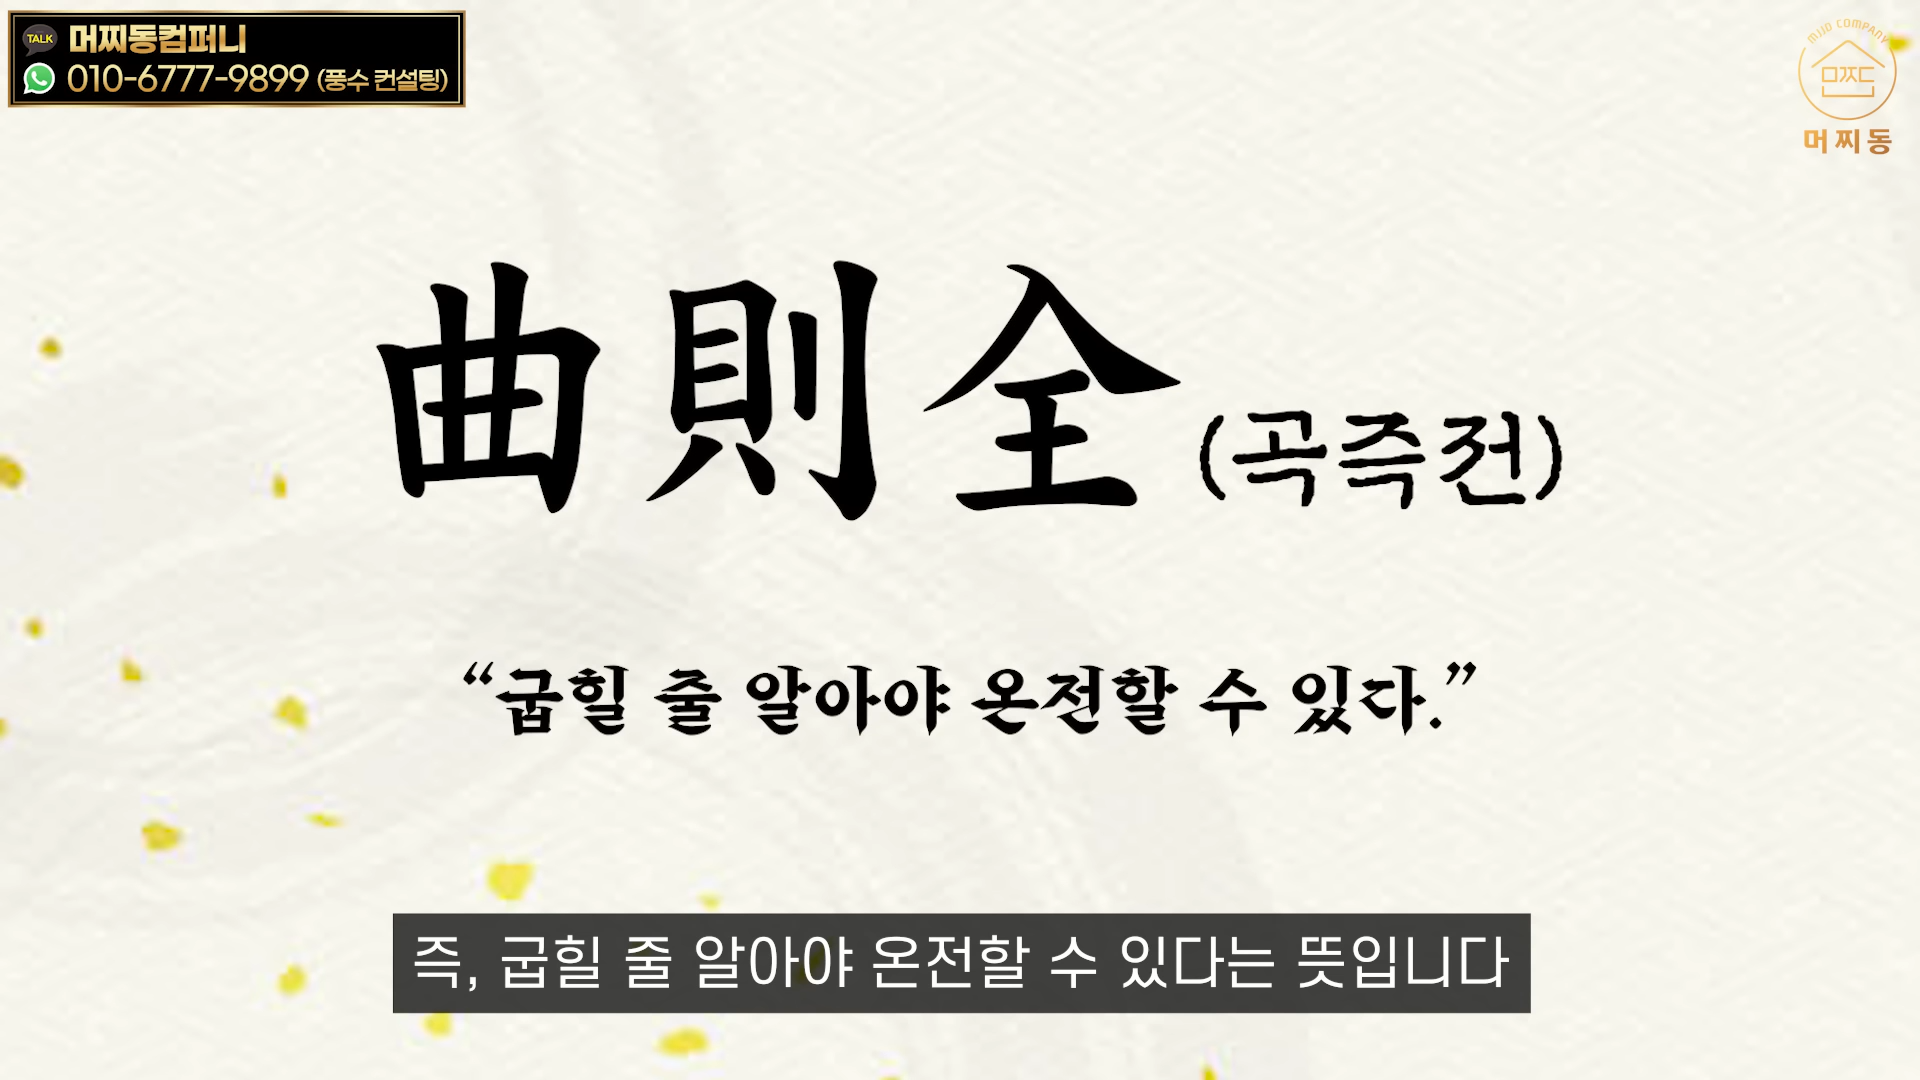 TALK 머찌동컴퍼니
010-6777-9899 (풍수 컨설팅)
MJJD COMPANY
머찌동
曲則全(곡즉전)
“굽힐 줄 알아야 온전할 수 있다.”
즉, 굽힐 줄 알아야 온전할 수 있다는 뜻입니다